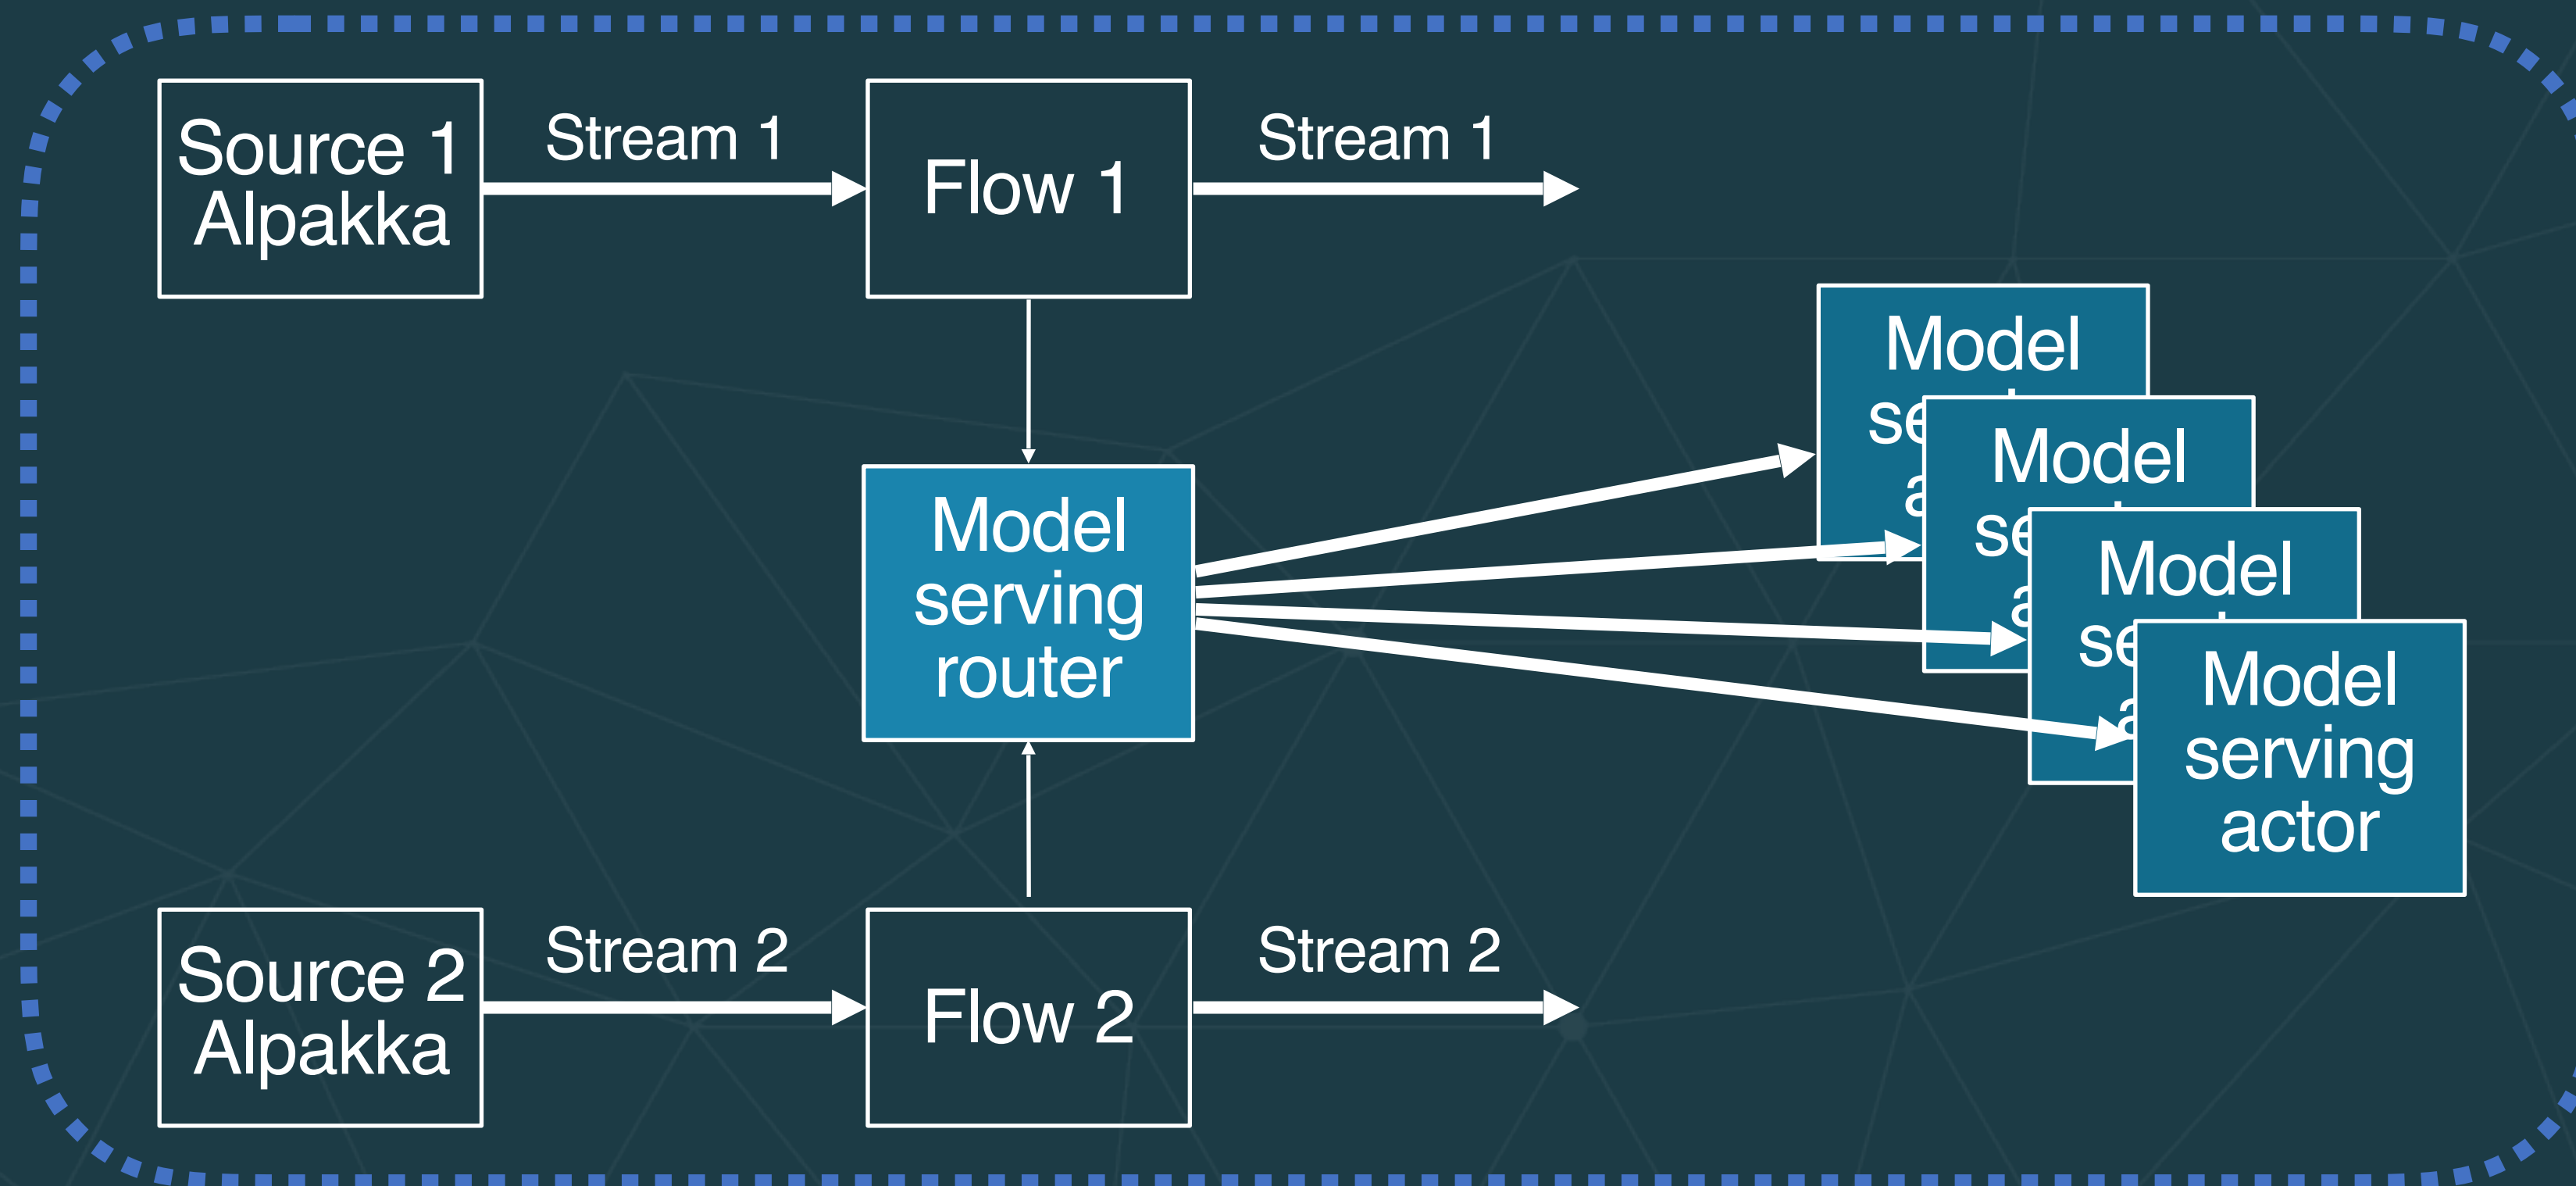 Source 1
Alpakka
Stream 1
Flow 1
Stream 1
Model
serving
router
Model
Model
Model
Model
serving
actor
Source 2
Alpakka
Stream 2
Flow 2
Stream 2